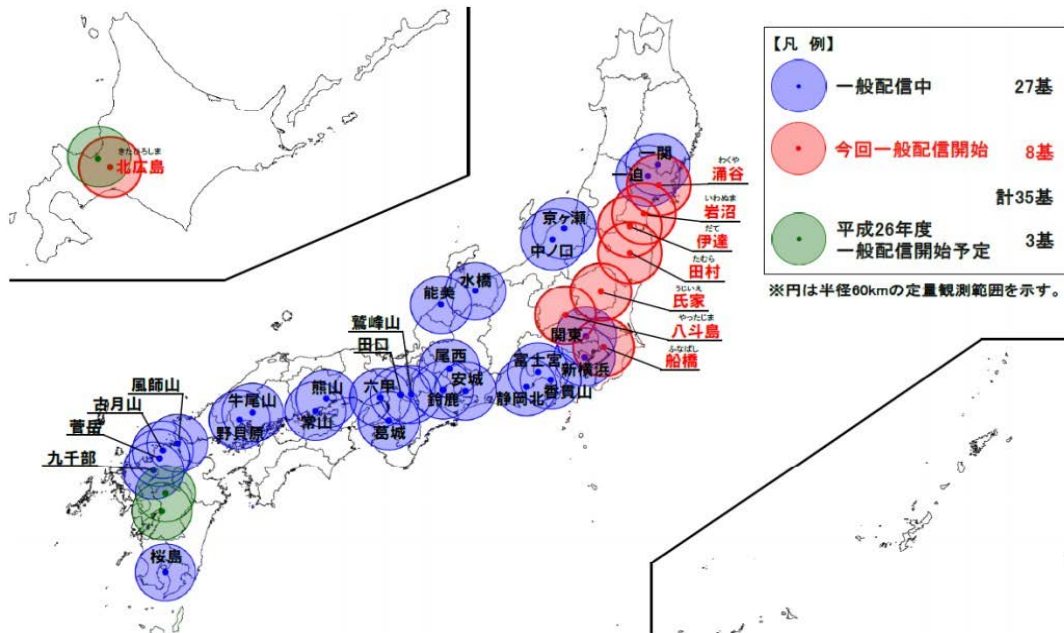 きたひろしま
北広島
【凡 例】
一般配信中 27基
今回一般配信開始 8基
計35基
平成26年度
一般配信開始予定 3基
※円は半径60kmの定量観測範囲を示す。
一関
一迫
わくや
涌谷
いわぬま
岩沼
だて
伊達
たむら
田村
うじいえ
氏家
やったじま
八斗島
ふなばし
船橋
京ヶ瀬
中ノ口
水橋
能美
関東
新横浜
富士宮
香貫山
静岡北
鷲峰山
田口
尾西
安城
鈴鹿
六甲
葛城
熊山
常山
牛尾山
野貝原
風師山
古月山
菅岳
九千部
桜島